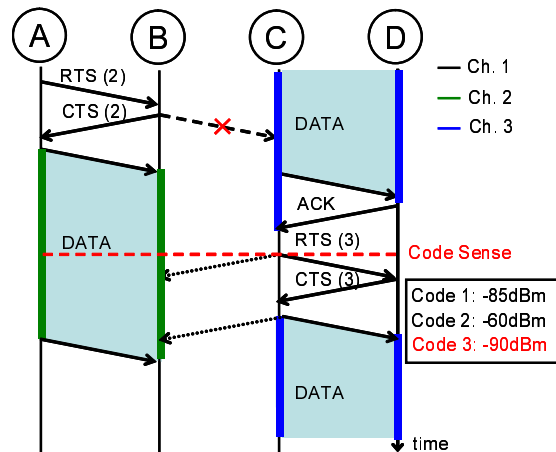 A B C D
RTS (2)
CTS (2)
DATA
Ch. 1
Ch. 2
Ch. 3
ACK
RTS (3)
DATA
Code Sense
CTS (3)
Code 1: -85dBm
Code 2: -60dBm
Code 3: -90dBm
DATA
time